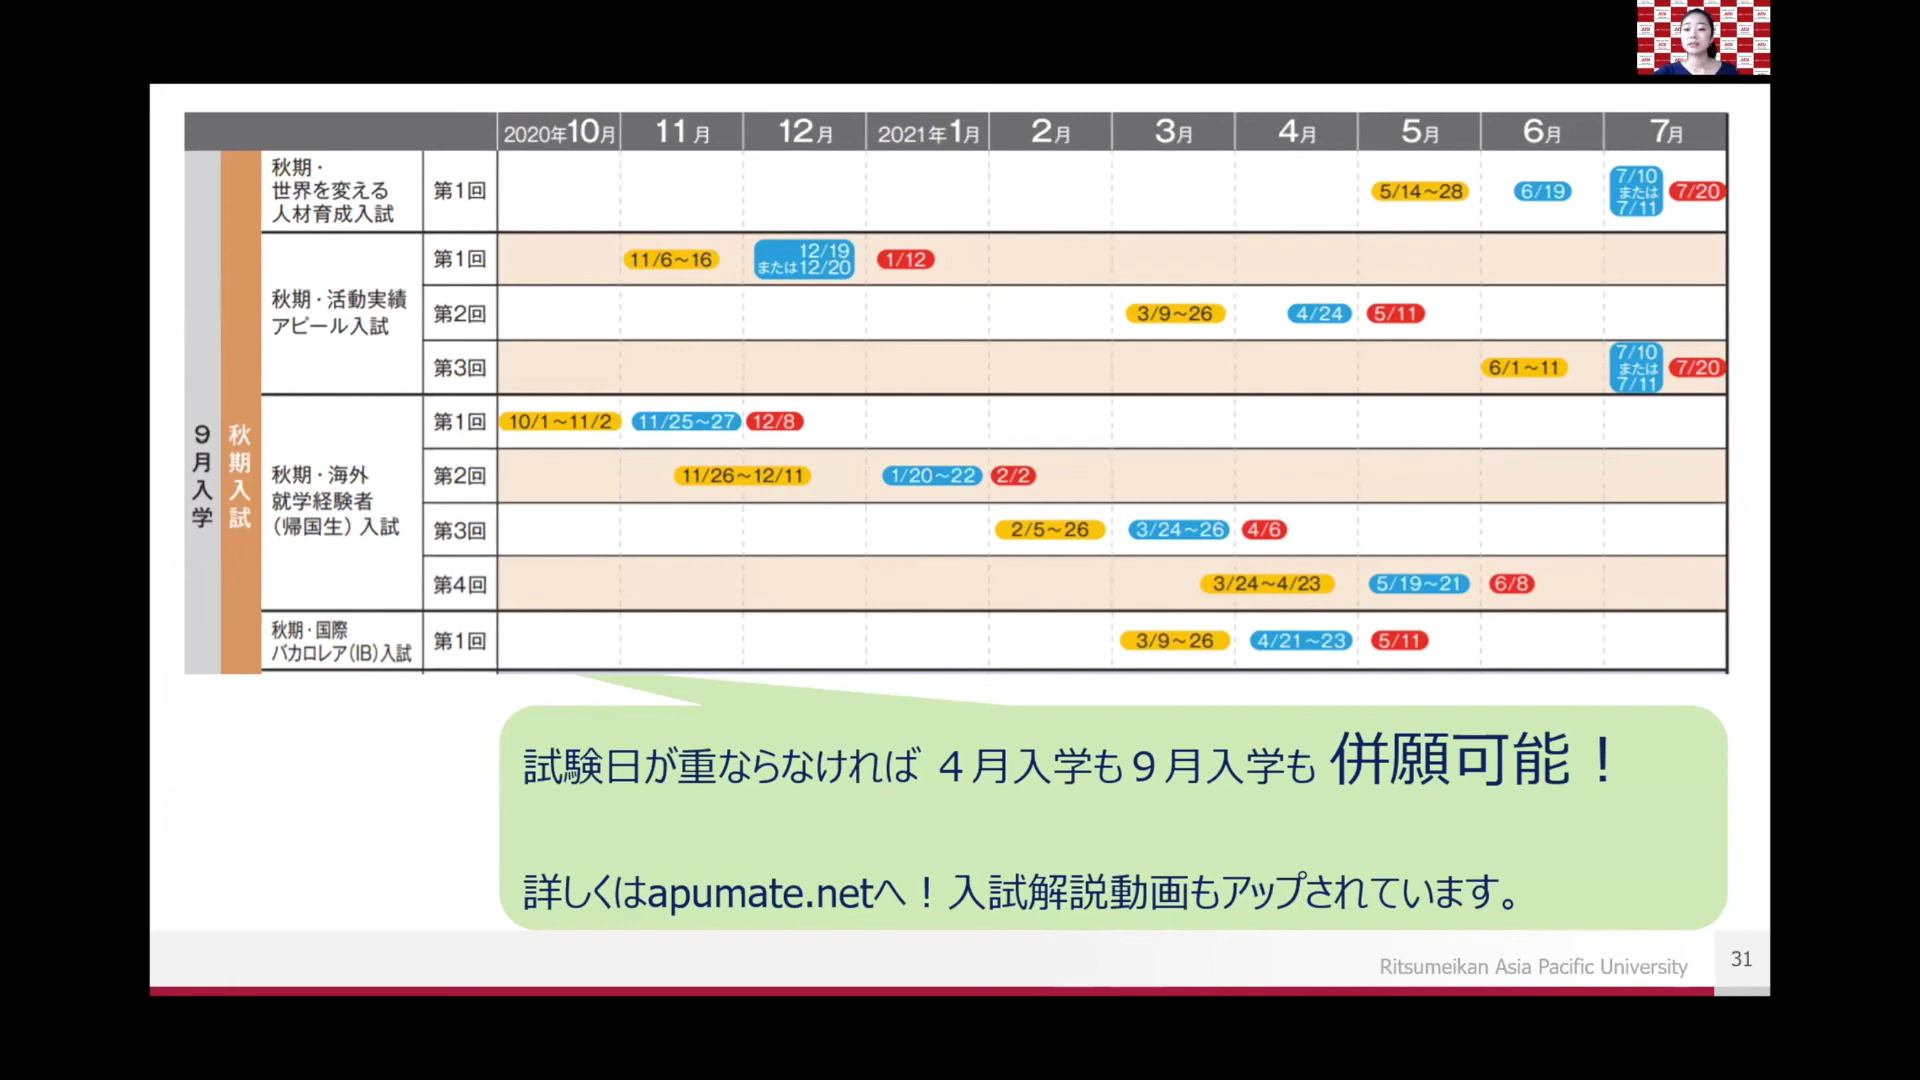 2020年10月 11月 12月 2021年1月 2月 3月 4月 5月 6月 7月
9月入学
秋期入試
秋期・
世界を変える
人材育成入試
第1回 5/14～28 6/19 7/10または7/11 7/20
秋期・活動実績
アピール入試
第1回 11/6～16 12/19または12/20 1/12
第2回 3/9～26 4/24 5/11
第3回 6/1～11 7/10または7/11 7/20
秋期・海外
就学経験者
（帰国生）入試
第1回 10/1～11/2 11/25～27 12/8
第2回 11/26～12/11 1/20～22 2/2
第3回 2/5～26 3/24～26 4/6
第4回 3/24～4/23 5/19～21 6/8
秋期・国際
バカロレア（IB）入試
第1回 3/9～26 4/21～23 5/11
試験日が重ならなければ ４月入学も９月入学も 併願可能！
詳しくはapumate.netへ！入試解説動画もアップされています。
Ritsumeikan Asia Pacific University
31